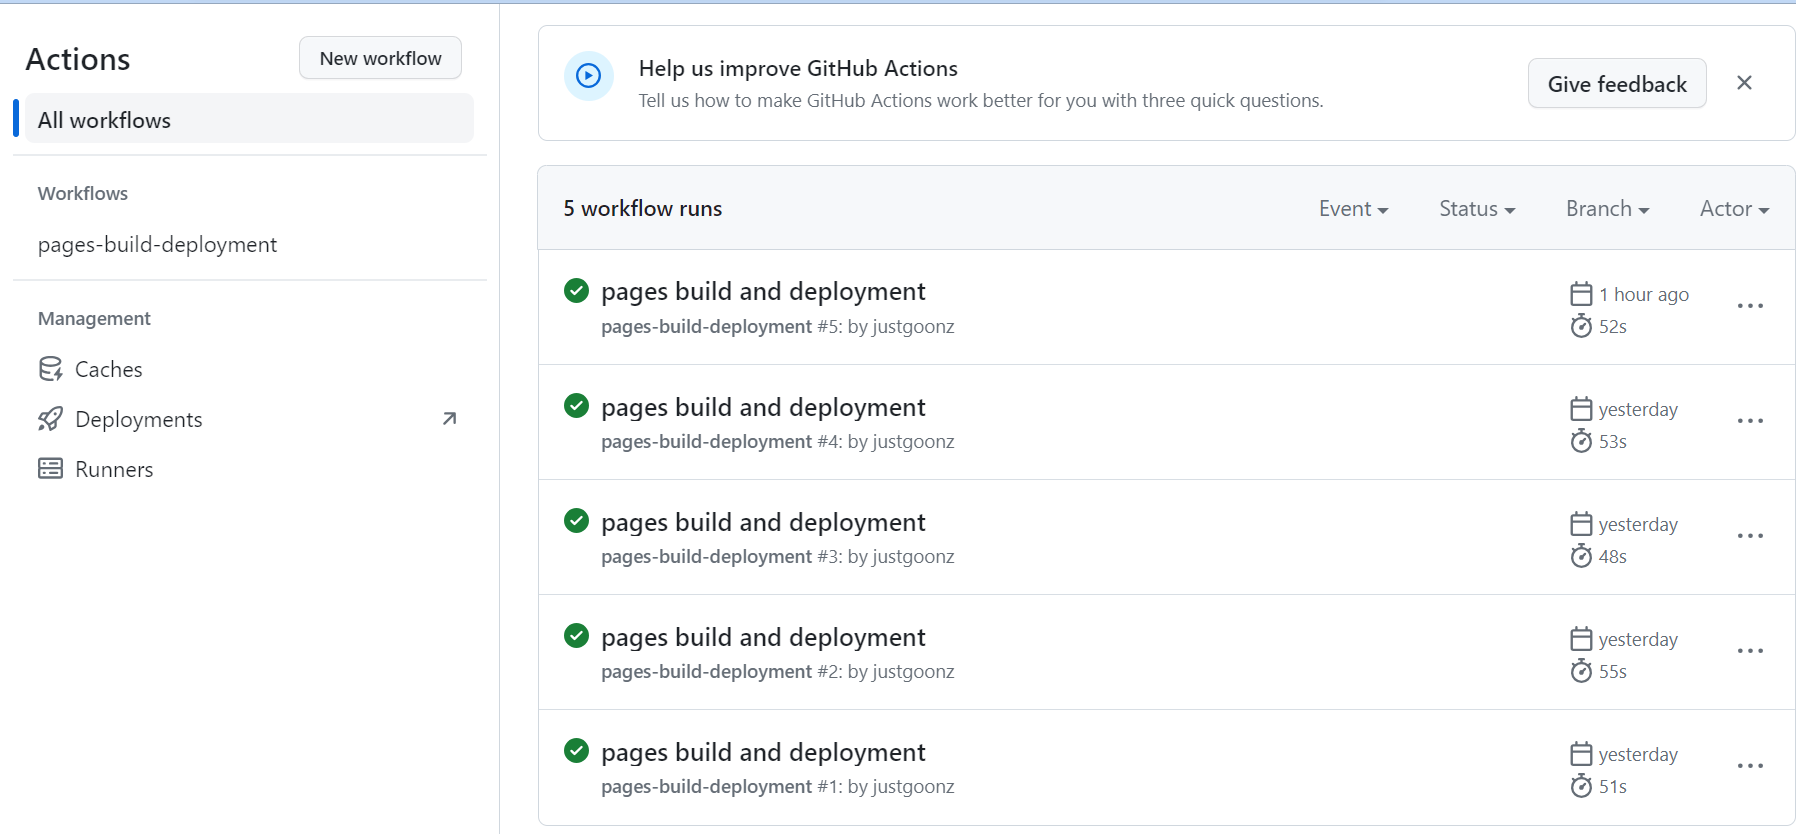 Actions
New workflow
All workflows
Workflows
pages-build-deployment
Management
Caches
Deployments
Runners
Help us improve GitHub Actions
Tell us how to make GitHub Actions work better for you with three quick questions.
Give feedback
5 workflow runs
Event
Status
Branch
Actor
pages build and deployment
pages-build-deployment #5: by justgoonz
1 hour ago
52s
pages build and deployment
pages-build-deployment #4: by justgoonz
yesterday
53s
pages build and deployment
pages-build-deployment #3: by justgoonz
yesterday
48s
pages build and deployment
pages-build-deployment #2: by justgoonz
yesterday
55s
pages build and deployment
pages-build-deployment #1: by justgoonz
yesterday
51s